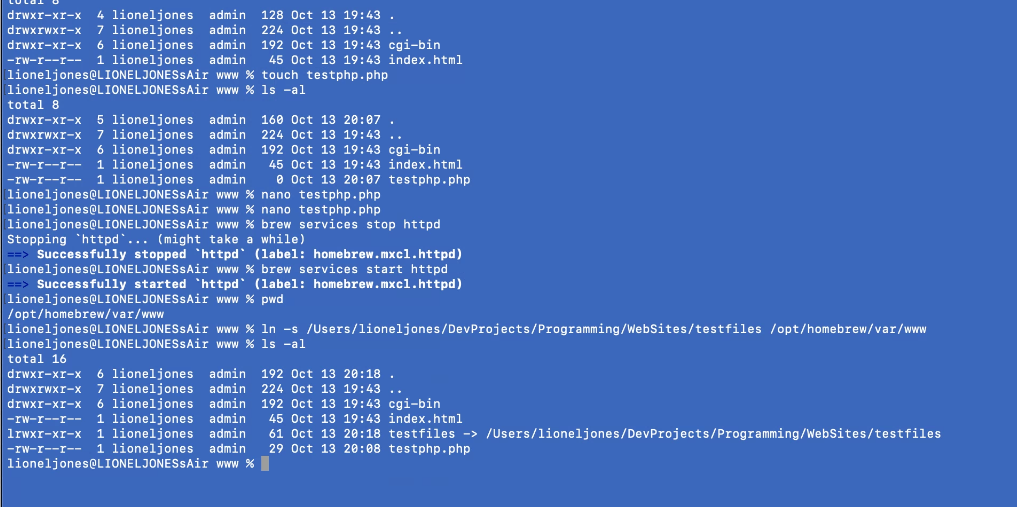 total 8
drwxr-xr-x  4 lioneljones  admin  128 Oct 13 19:43 .
drwxrwxr-x  7 lioneljones  admin  224 Oct 13 19:43 ..
drwxr-xr-x  6 lioneljones  admin  192 Oct 13 19:43 cgi-bin
-rw-r--r--  1 lioneljones  admin   45 Oct 13 19:43 index.html
lioneljones@LIONELJONESsAir www % touch testphp.php
lioneljones@LIONELJONESsAir www % ls -al
total 8
drwxr-xr-x  5 lioneljones  admin  160 Oct 13 20:07 .
drwxrwxr-x  7 lioneljones  admin  224 Oct 13 19:43 ..
drwxr-xr-x  6 lioneljones  admin  192 Oct 13 19:43 cgi-bin
-rw-r--r--  1 lioneljones  admin   45 Oct 13 19:43 index.html
-rw-r--r--  1 lioneljones  admin    0 Oct 13 20:07 testphp.php
lioneljones@LIONELJONESsAir www % nano testphp.php
lioneljones@LIONELJONESsAir www % nano testphp.php
lioneljones@LIONELJONESsAir www % brew services stop httpd
Stopping `httpd`... (might take a while)
==> Successfully stopped `httpd` (label: homebrew.mxcl.httpd)
lioneljones@LIONELJONESsAir www % brew services start httpd
==> Successfully started `httpd` (label: homebrew.mxcl.httpd)
lioneljones@LIONELJONESsAir www % pwd
/opt/homebrew/var/www
lioneljones@LIONELJONESsAir www % ln -s /Users/lioneljones/DevProjects/Programming/WebSites/testfiles /opt/homebrew/var/www
lioneljones@LIONELJONESsAir www % ls -al
total 16
drwxr-xr-x  6 lioneljones  admin  192 Oct 13 20:18 .
drwxrwxr-x  7 lioneljones  admin  224 Oct 13 19:43 ..
drwxr-xr-x  6 lioneljones  admin  192 Oct 13 19:43 cgi-bin
-rw-r--r--  1 lioneljones  admin   45 Oct 13 19:43 index.html
lrwxr-xr-x  1 lioneljones  admin   61 Oct 13 20:18 testfiles -> /Users/lioneljones/DevProjects/Programming/WebSites/testfiles
-rw-r--r--  1 lioneljones  admin   29 Oct 13 20:08 testphp.php
lioneljones@LIONELJONESsAir www %